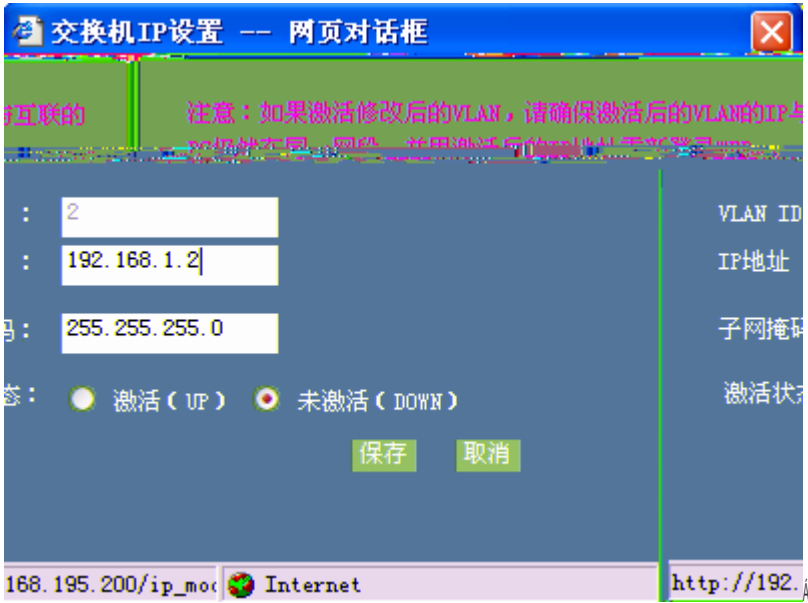 交换机IP设置 -- 网页对话框
互联的
注意：如果激活修改后的VLAN，请确保激活后的VLAN的IP与
： 2
VLAN ID
： 192.168.1.2
IP地址
： 255.255.255.0
子网掩码
态： 激活（UP） 未激活（DOWN）
激活状态
保存 取消
168.195.200/ip_mo
Internet
http://192.